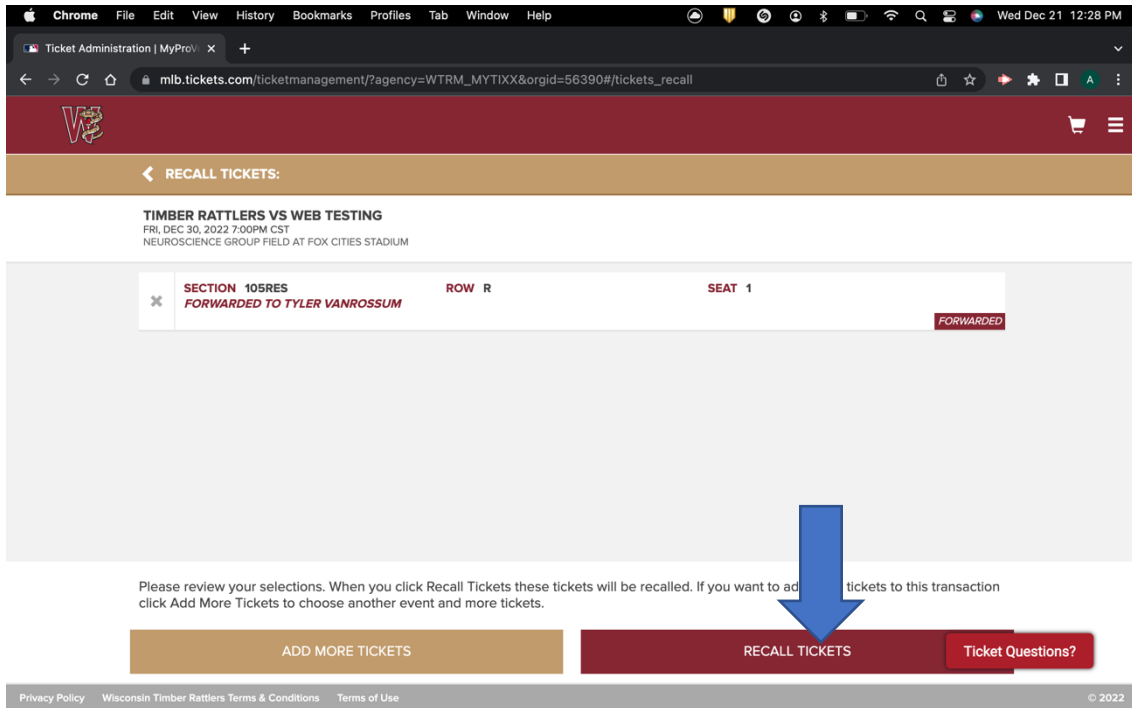 Chrome File Edit View History Bookmarks Profiles Tab Window Help Wed Dec 21 12:28 PM
Ticket Administration | MyProV
mlb.tickets.com/ticketmanagement/?agency=WTRM_MYTIXX&orgid=56390#/tickets_recall A
W
RECALL TICKETS:
TIMBER RATTLERS VS WEB TESTING
FRI, DEC 30, 2022 7:00PM CST
NEUROSCIENCE GROUP FIELD AT FOX CITIES STADIUM
SECTION 105RES ROW R SEAT 1
FORWARDED TO TYLER VANROSSUM
FORWARDED
Please review your selections. When you click Recall Tickets these tickets will be recalled. If you want to ad tickets to this transaction
click Add More Tickets to choose another event and more tickets.
ADD MORE TICKETS RECALL TICKETS Ticket Questions?
Privacy Policy Wisconsin Timber Rattlers Terms & Conditions Terms of Use © 2022